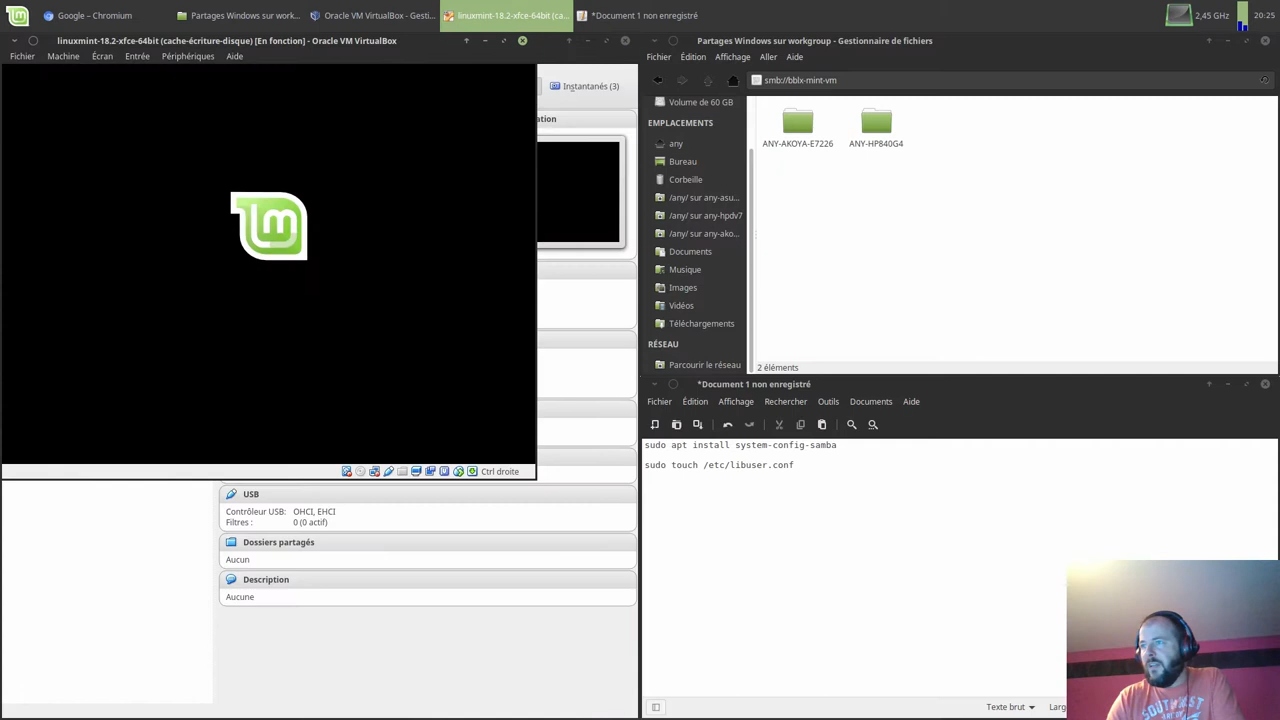 Google – Chromium
Partages Windows sur work...
Oracle VM VirtualBox - Gesti...
linuxmint-18.2-xfce-64bit (ca...
*Document 1 non enregistré
2,45 GHz
20:25
linuxmint-18.2-xfce-64bit (cache-écriture-disque) [En fonction] - Oracle VM VirtualBox
Fichier Machine Écran Entrée Périphériques Aide
Instantanés (3)
ation
Ctrl droite
USB
Contrôleur USB: OHCI, EHCI
Filtres : 0 (0 actif)
Dossiers partagés
Aucun
Description
Aucune
Partages Windows sur workgroup - Gestionnaire de fichiers
Fichier Édition Affichage Aller Aide
smb://bblx-mint-vm
Volume de 60 GB
EMPLACEMENTS
any
Bureau
Corbeille
/any/ sur any-asu...
/any/ sur any-hpdv7
/any/ sur any-ako...
Documents
Musique
Images
Vidéos
Téléchargements
RÉSEAU
Parcourir le réseau
ANY-AKOYA-E7226
ANY-HP840G4
2 éléments
*Document 1 non enregistré
Fichier Édition Affichage Rechercher Outils Documents Aide
sudo apt install system-config-samba
sudo touch /etc/libuser.conf
Texte brut
Larg